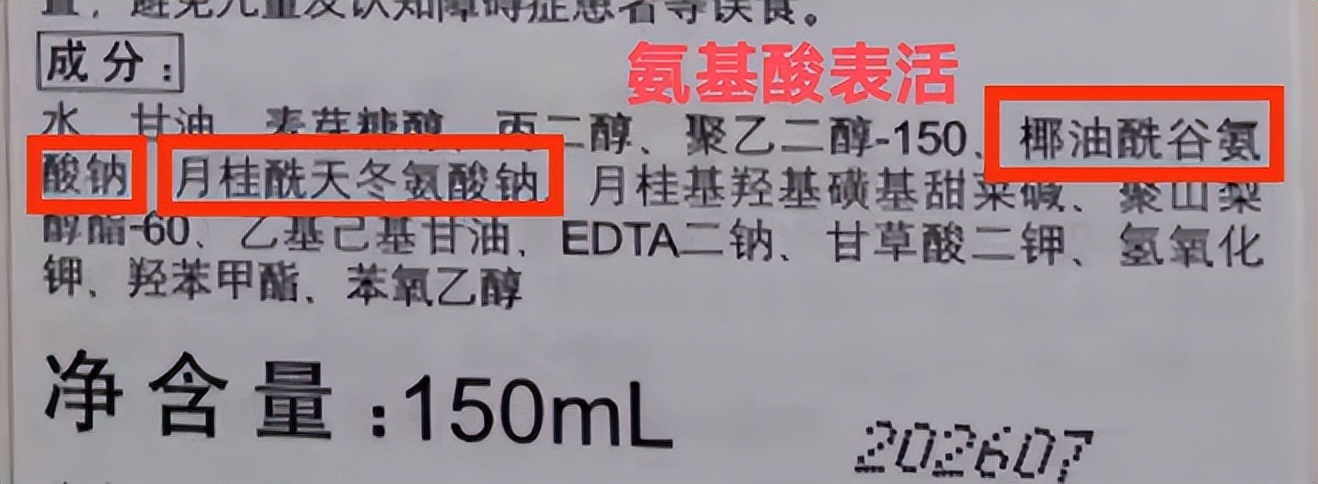 置，避免儿童及认知障碍症患者等误食。
成分：
氨基酸表活
水、甘油、麦芽糖醇、丙二醇、聚乙二醇-150、椰油酰谷氨
酸钠、月桂酰天冬氨酸钠、月桂基羟基磺基甜菜碱、聚山梨
醇酯-60、乙基己基甘油、EDTA二钠、甘草酸二钾、氢氧化
钾、羟苯甲酯、苯氧乙醇
净含量：150mL
202607